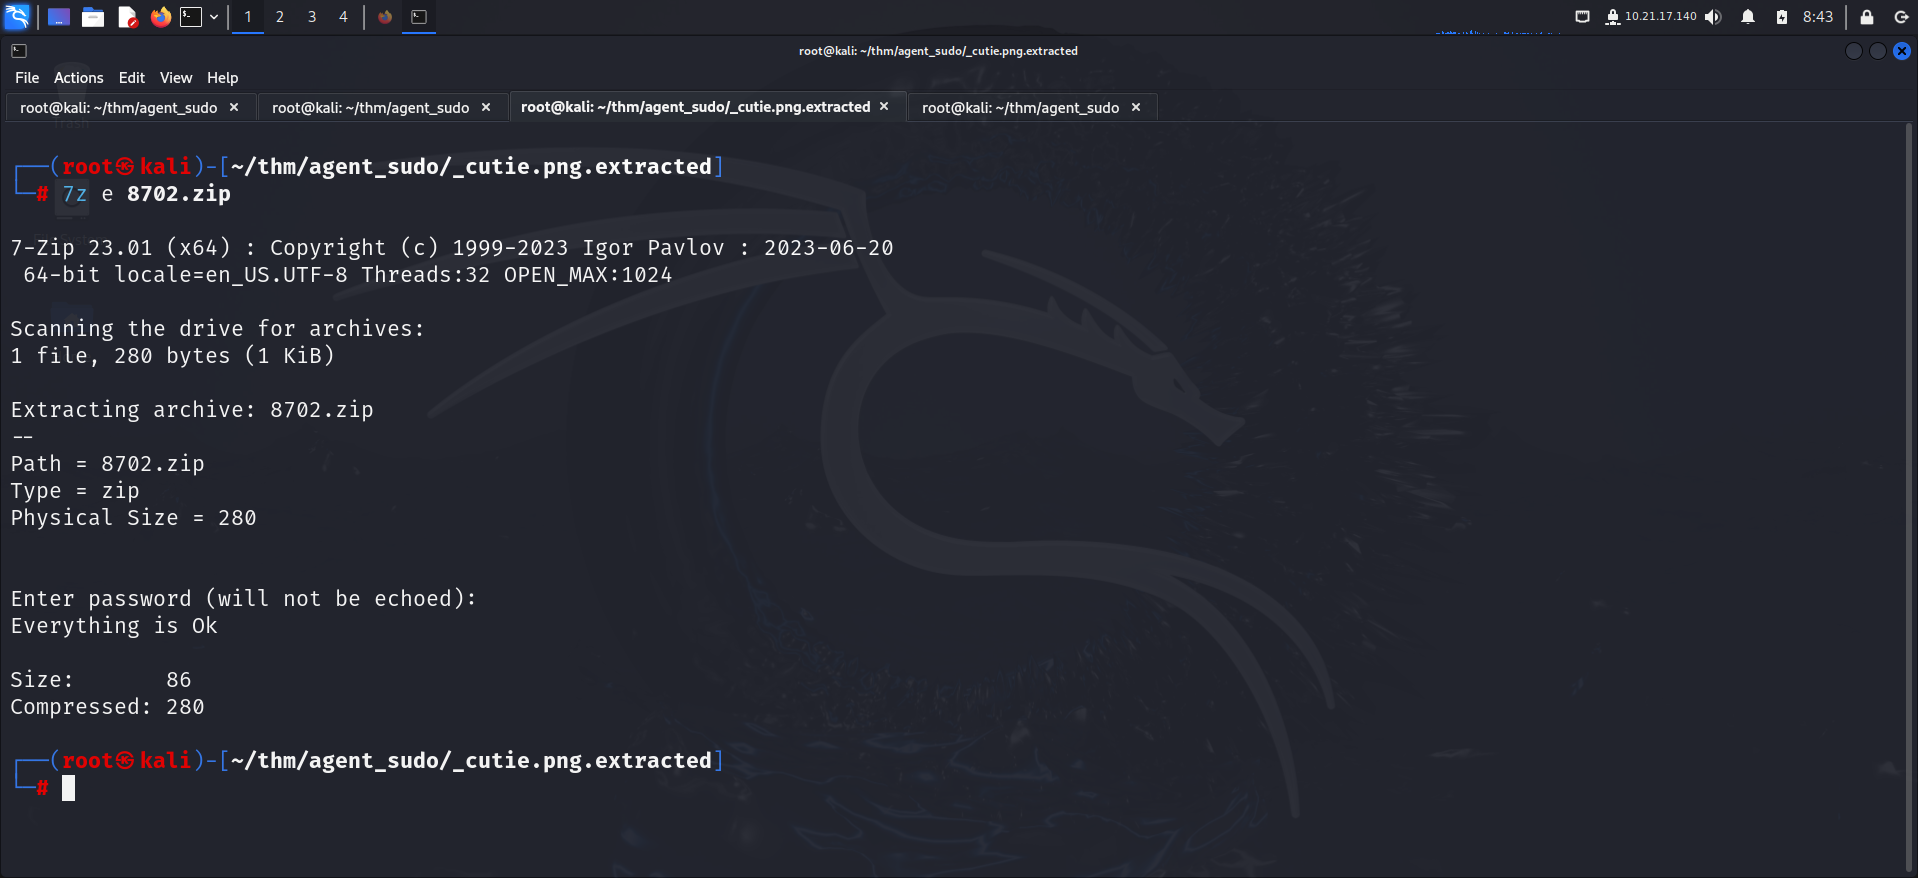 1 2 3 4 10.21.17.140 8:43
root@kali: ~/thm/agent_sudo/_cutie.png.extracted
File Actions Edit View Help
root@kali: ~/thm/agent_sudo × root@kali: ~/thm/agent_sudo × root@kali: ~/thm/agent_sudo/_cutie.png.extracted × root@kali: ~/thm/agent_sudo ×
Trash
┌──(root㉿kali)-[~/thm/agent_sudo/_cutie.png.extracted]
└─# 7z e 8702.zip
7-Zip 23.01 (x64) : Copyright (c) 1999-2023 Igor Pavlov : 2023-06-20
64-bit locale=en_US.UTF-8 Threads:32 OPEN_MAX:1024
Scanning the drive for archives:
1 file, 280 bytes (1 KiB)
Extracting archive: 8702.zip
--
Path = 8702.zip
Type = zip
Physical Size = 280
Enter password (will not be echoed):
Everything is Ok
Size: 86
Compressed: 280
┌──(root㉿kali)-[~/thm/agent_sudo/_cutie.png.extracted]
└─#